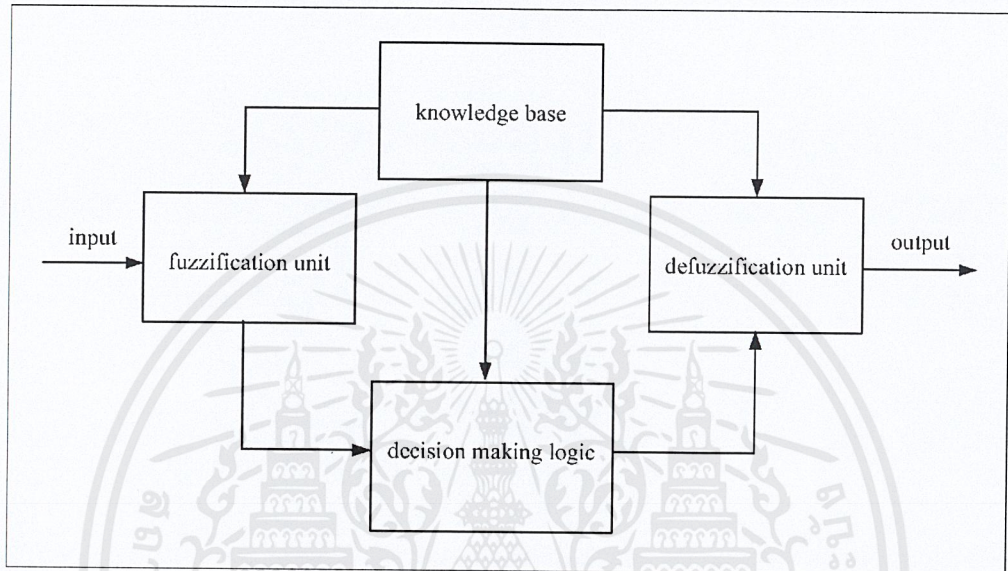 knowledge base
input
fuzzification unit
defuzzification unit
output
decision making logic